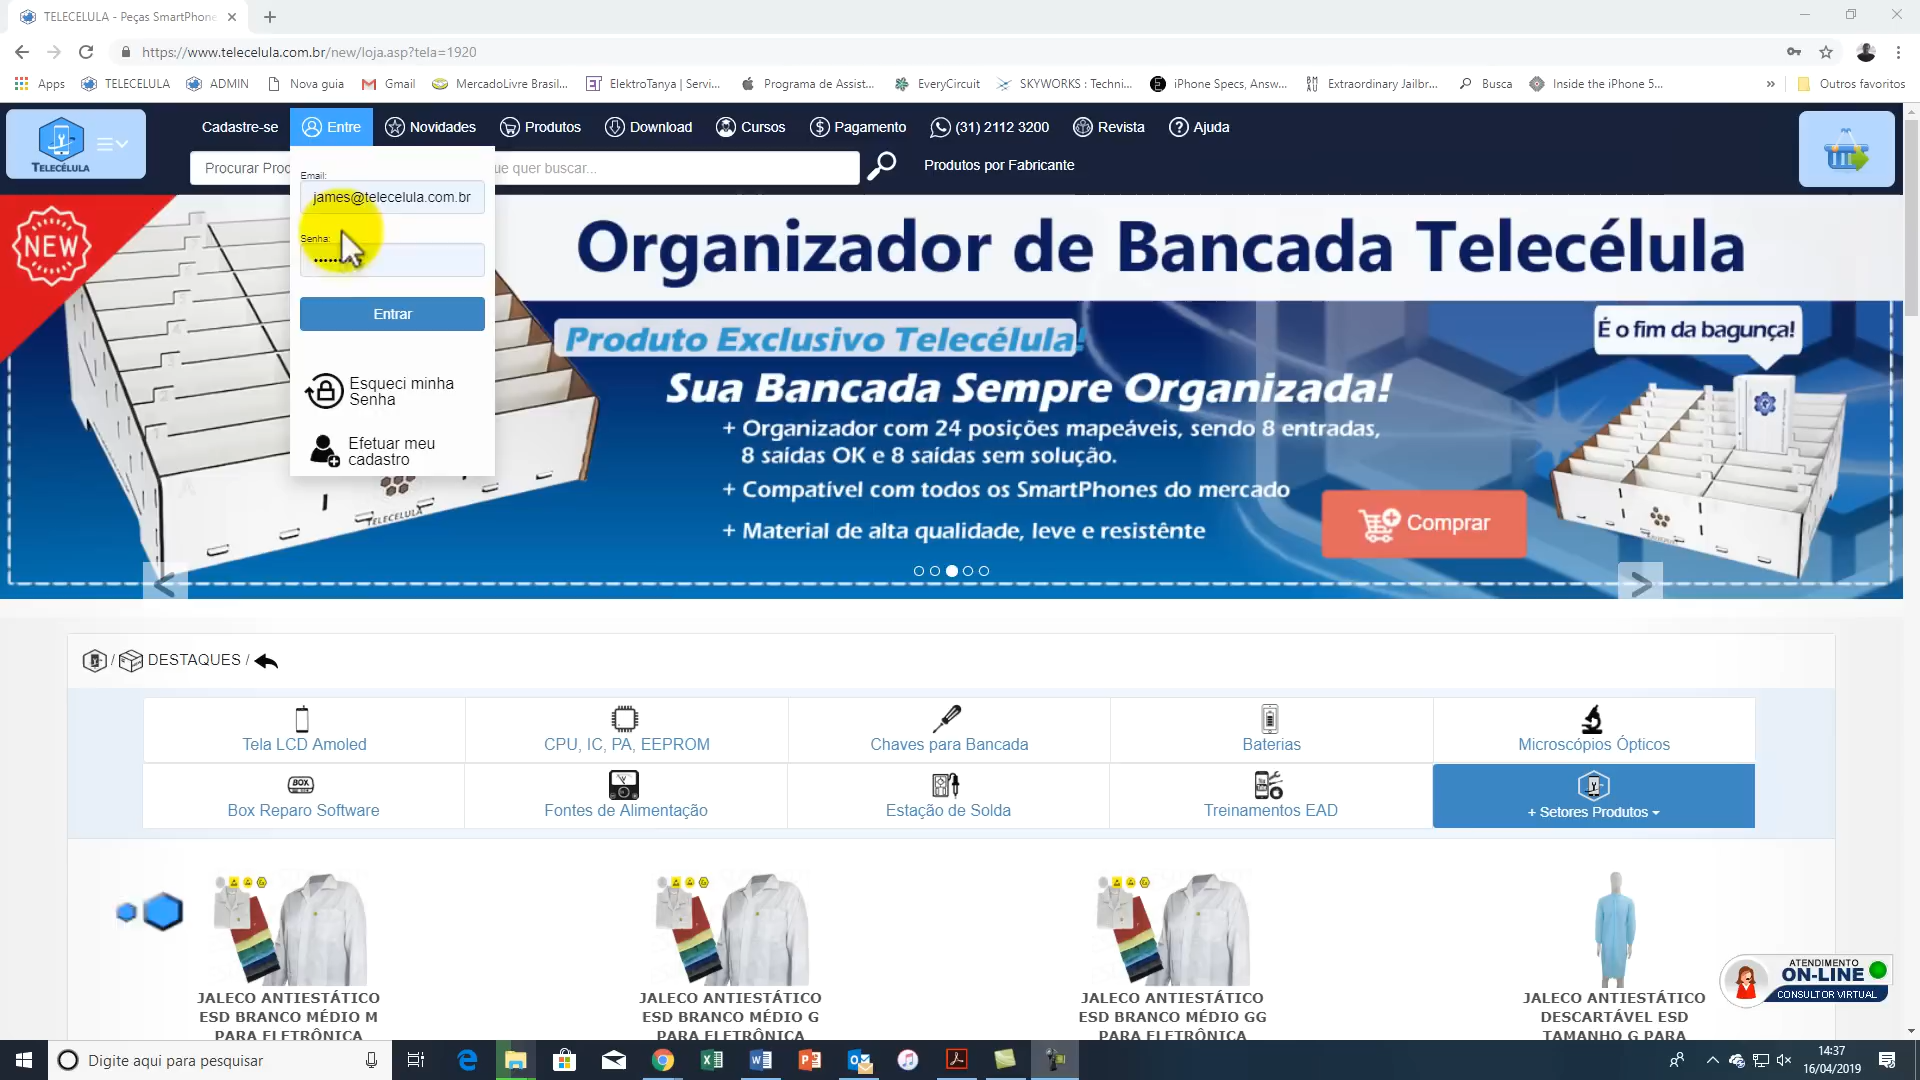 TELECELULA - Peças SmartPhone
https://www.telecelula.com.br/new/loja.asp?tela=1920
Apps
TELECELULA
ADMIN
Nova guia
Gmail
MercadoLivre Brasil...
ElektroTanya | Servi...
Programa de Assist...
EveryCircuit
SKYWORKS : Techni...
iPhone Specs, Answ...
Extraordinary Jailbr...
Busca
Inside the iPhone 5...
»
Outros favoritos
TELECÉLULA
Cadastre-se
Entre
Novidades
Produtos
Download
Cursos
Pagamento
(31) 2112 3200
Revista
Ajuda
Procurar Pro
que quer buscar...
Produtos por Fabricante
Email:
james@telecelula.com.br
Senha:
Entrar
Esqueci minha
Senha
Efetuar meu
cadastro
NEW
Organizador de Bancada Telecélula
Produto Exclusivo Telecélula!
É o fim da bagunça!
Sua Bancada Sempre Organizada!
+ Organizador com 24 posições mapeáveis, sendo 8 entradas,
8 saídas OK e 8 saídas sem solução.
+ Compatível com todos os SmartPhones do mercado
+ Material de alta qualidade, leve e resistênte
Comprar
TELECELULA
< >
/ DESTAQUES /
Tela LCD Amoled
CPU, IC, PA, EEPROM
Chaves para Bancada
Baterias
Microscópios Ópticos
BOX
Box Reparo Software
Fontes de Alimentação
Estação de Solda
Treinamentos EAD
+ Setores Produtos
JALECO ANTIESTÁTICO
ESD BRANCO MÉDIO M
PARA ELETRÔNICA
JALECO ANTIESTÁTICO
ESD BRANCO MÉDIO G
PARA ELETRÔNICA
JALECO ANTIESTÁTICO
ESD BRANCO MÉDIO GG
PARA ELETRÔNICA
JALECO ANTIESTÁTICO
DESCARTÁVEL ESD
TAMANHO G PARA
ATENDIMENTO
ON-LINE
CONSULTOR VIRTUAL
Digite aqui para pesquisar
14:37
16/04/2019